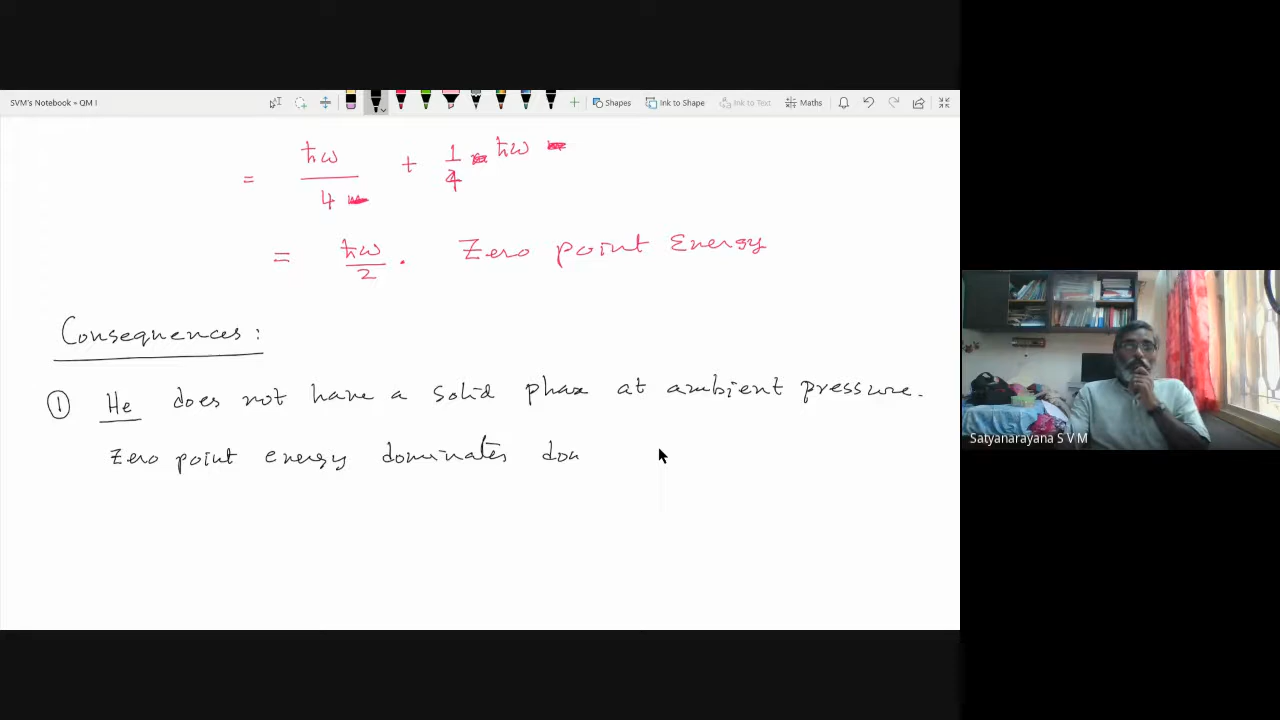 SVM's Notebook » QM I
Shapes
Ink to Shape
Ink to Text
Maths
= ħω/4 + 1/4 ħω
= ħω/2 . Zero point Energy
Consequences :
① He does not have a solid phase at ambient pressure.
Zero point energy dominates don
Satyanarayana S V M